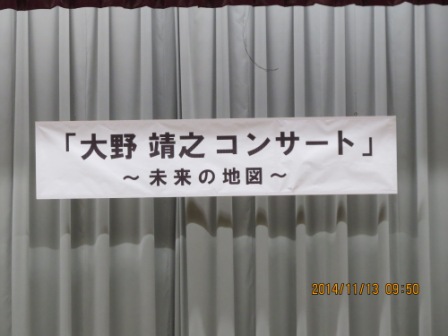 「大野 靖之 コンサート」
～未来の地図～
2014/11/13 09:50